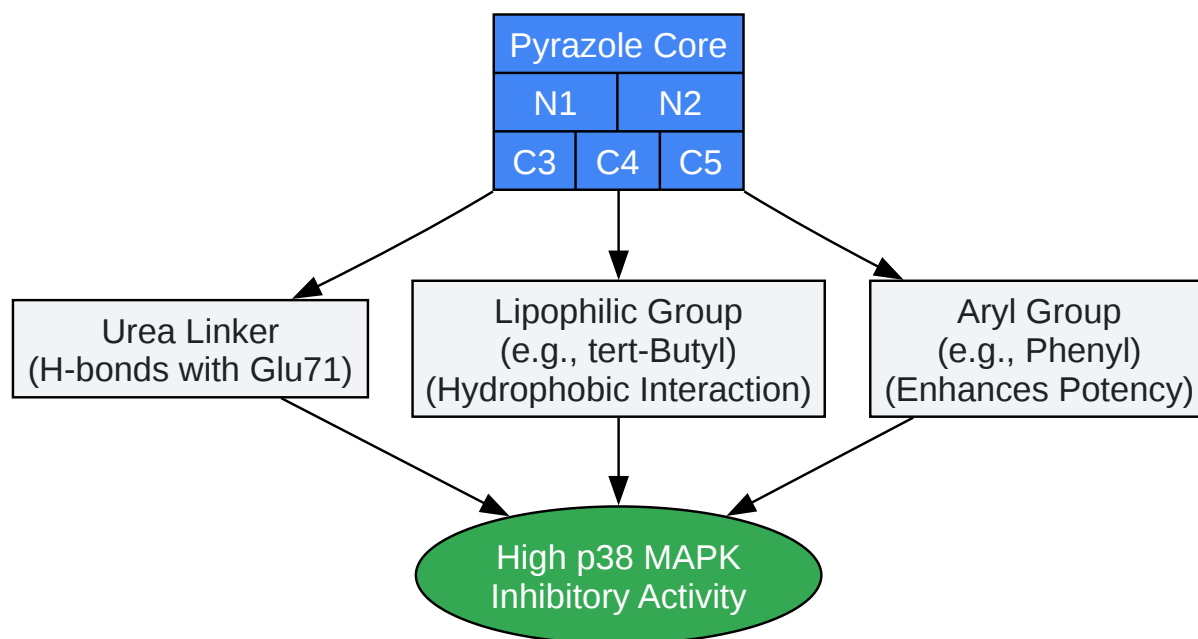 Pyrazole Core
N1 N2
C3 C4 C5
Urea Linker
(H-bonds with Glu71)
Lipophilic Group
(e.g., tert-Butyl)
(Hydrophobic Interaction)
Aryl Group
(e.g., Phenyl)
(Enhances Potency)
High p38 MAPK
Inhibitory Activity